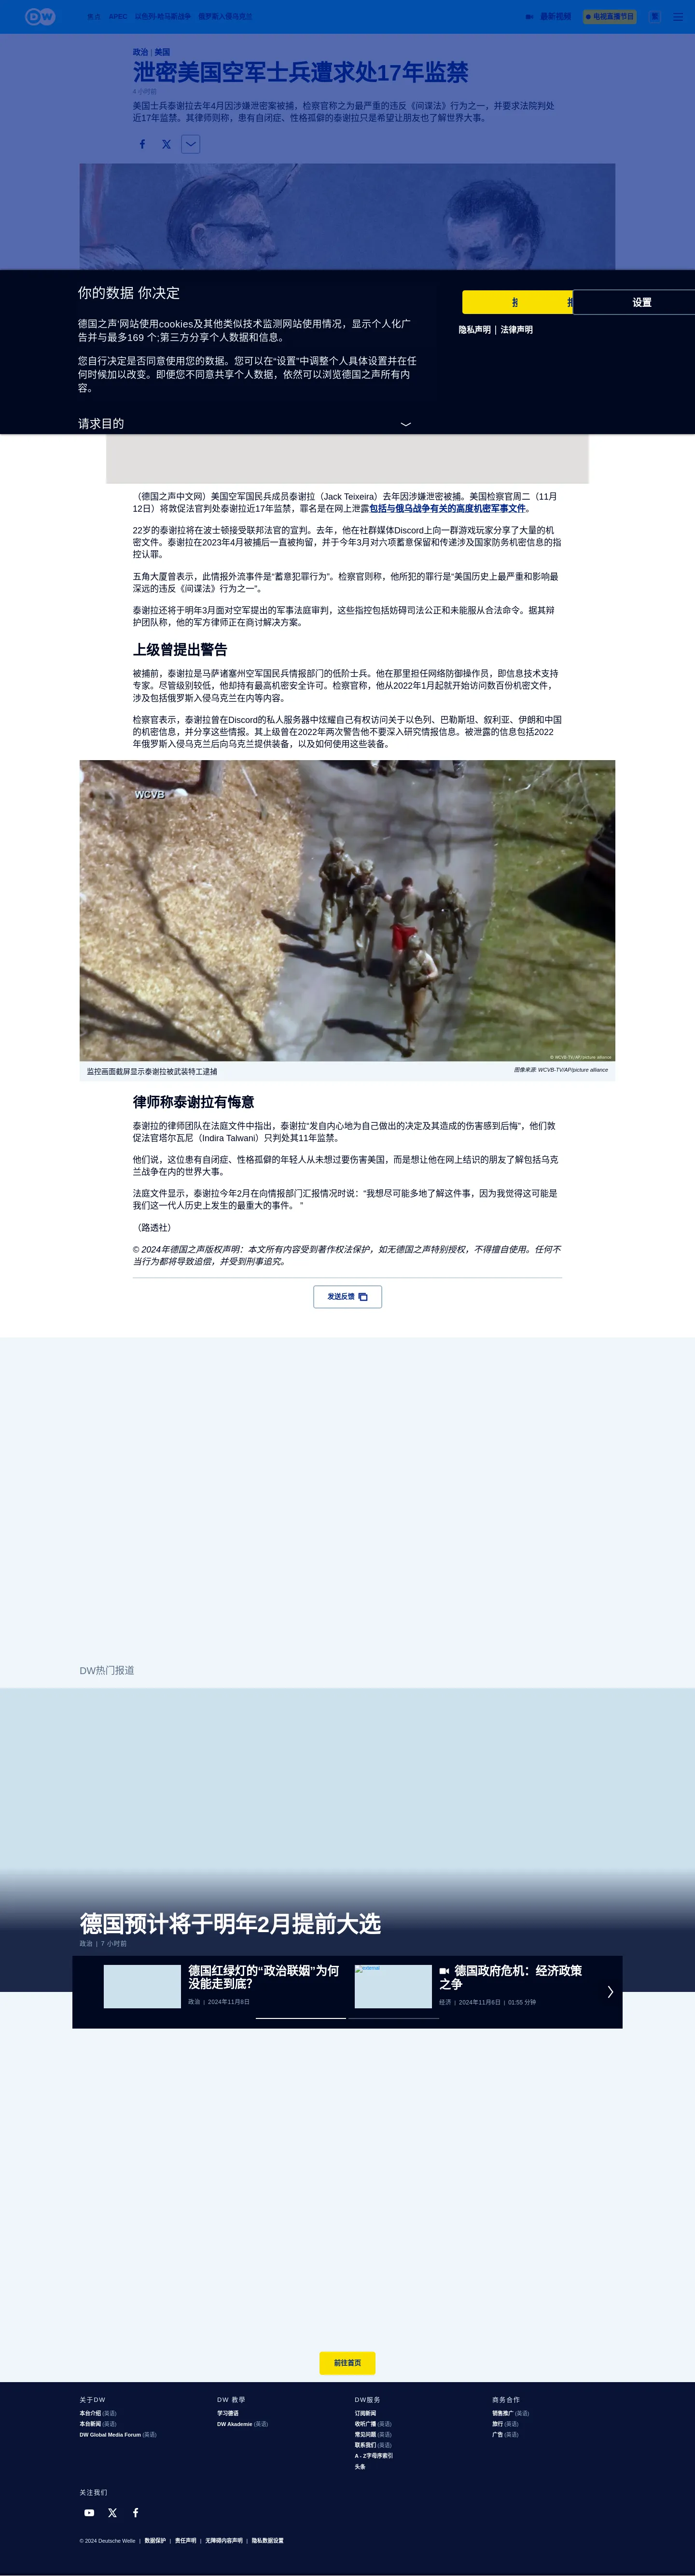 DW
焦点 APEC 以色列-哈马斯战争 俄罗斯入侵乌克兰
最新视频
电视直播节目
繁
政治 | 美国
泄密美国空军士兵遭求处17年监禁
4 小时前
美国士兵泰谢拉去年4月因涉嫌泄密案被捕，检察官称之为最严重的违反《间谍法》行为之一，并要求法院判处
近17年监禁。其律师则称，患有自闭症、性格孤僻的泰谢拉只是希望让朋友也了解世界大事。
你的数据 你决定
设置
隐私声明 | 法律声明
德国之声'网站使用cookies及其他类似技术监测网站使用情况，显示个人化广
告并与最多169 个;第三方分享个人数据和信息。
您自行决定是否同意使用您的数据。您可以在“设置”中调整个人具体设置并在任
何时候加以改变。即便您不同意共享个人数据，依然可以浏览德国之声所有内
容。
请求目的
（德国之声中文网）美国空军国民兵成员泰谢拉（Jack Teixeira）去年因涉嫌泄密被捕。美国检察官周二（11月
12日）将敦促法官判处泰谢拉近17年监禁，罪名是在网上泄露包括与俄乌战争有关的高度机密军事文件。
22岁的泰谢拉将在波士顿接受联邦法官的宣判。去年，他在社群媒体Discord上向一群游戏玩家分享了大量的机
密文件。泰谢拉在2023年4月被捕后一直被拘留，并于今年3月对六项蓄意保留和传递涉及国家防务机密信息的指
控认罪。
五角大厦曾表示，此情报外流事件是“蓄意犯罪行为”。检察官则称，他所犯的罪行是“美国历史上最严重和影响最
深远的违反《间谍法》行为之一”。
泰谢拉还将于明年3月面对空军提出的军事法庭审判，这些指控包括妨碍司法公正和未能服从合法命令。据其辩
护团队称，他的军方律师正在商讨解决方案。
上级曾提出警告
被捕前，泰谢拉是马萨诸塞州空军国民兵情报部门的低阶士兵。他在那里担任网络防御操作员，即信息技术支持
专家。尽管级别较低，他却持有最高机密安全许可。检察官称，他从2022年1月起就开始访问数百份机密文件，
涉及包括俄罗斯入侵乌克兰在内等内容。
检察官表示，泰谢拉曾在Discord的私人服务器中炫耀自己有权访问关于以色列、巴勒斯坦、叙利亚、伊朗和中国
的机密信息，并分享这些情报。其上级曾在2022年两次警告他不要深入研究情报信息。被泄露的信息包括2022
年俄罗斯入侵乌克兰后向乌克兰提供装备，以及如何使用这些装备。
WCVB
© WCVB-TV/AP/picture alliance
监控画面截屏显示泰谢拉被武装特工逮捕
图像来源: WCVB-TV/AP/picture alliance
律师称泰谢拉有悔意
泰谢拉的律师团队在法庭文件中指出，泰谢拉“发自内心地为自己做出的决定及其造成的伤害感到后悔”，他们敦
促法官塔尔瓦尼（Indira Talwani）只判处其11年监禁。
他们说，这位患有自闭症、性格孤僻的年轻人从未想过要伤害美国，而是想让他在网上结识的朋友了解包括乌克
兰战争在内的世界大事。
法庭文件显示，泰谢拉今年2月在向情报部门汇报情况时说：“我想尽可能多地了解这件事，因为我觉得这可能是
我们这一代人历史上发生的最重大的事件。 ”
（路透社）
© 2024年德国之声版权声明：本文所有内容受到著作权法保护，如无德国之声特别授权，不得擅自使用。任何不
当行为都将导致追偿，并受到刑事追究。
发送反馈
DW热门报道
德国预计将于明年2月提前大选
政治 | 7 小时前
德国红绿灯的“政治联姻”为何
没能走到底？
政治 | 2024年11月8日
external
德国政府危机：经济政策
之争
经济 | 2024年11月6日 | 01:55 分钟
前往首页
关于DW
本台介绍 (英语)
本台新闻 (英语)
DW Global Media Forum (英语)
DW 教學
学习德语
DW Akademie (英语)
DW服务
订阅新闻
收听广播 (英语)
常见问题 (英语)
联系我们 (英语)
A - Z字母序索引
头条
商务合作
销售推广 (英语)
旅行 (英语)
广告 (英语)
关注我们
© 2024 Deutsche Welle | 数据保护 | 责任声明 | 无障碍内容声明 | 隐私数据设置